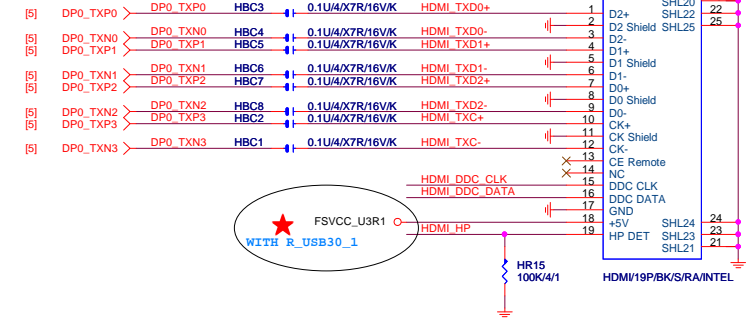 SHL20
[5] DP0_TXP0 DP0_TXP0 HBC3 0.1U/4/X7R/16V/K HDMI_TXD0+ 1 D2+ SHL22 22
2 D2 Shield SHL25 25
[5] DP0_TXN0 DP0_TXN0 HBC4 0.1U/4/X7R/16V/K HDMI_TXD0- 3 D2-
[5] DP0_TXP1 DP0_TXP1 HBC5 0.1U/4/X7R/16V/K HDMI_TXD1+ 4 D1+
5 D1 Shield
[5] DP0_TXN1 DP0_TXN1 HBC6 0.1U/4/X7R/16V/K HDMI_TXD1- 6 D1-
[5] DP0_TXP2 DP0_TXP2 HBC7 0.1U/4/X7R/16V/K HDMI_TXD2+ 7 D0+
8 D0 Shield
[5] DP0_TXN2 DP0_TXN2 HBC8 0.1U/4/X7R/16V/K HDMI_TXD2- 9 D0-
[5] DP0_TXP3 DP0_TXP3 HBC2 0.1U/4/X7R/16V/K HDMI_TXC+ 10 CK+
11 CK Shield
[5] DP0_TXN3 DP0_TXN3 HBC1 0.1U/4/X7R/16V/K HDMI_TXC- 12 CK-
13 CE Remote
14 NC
HDMI_DDC_CLK 15 DDC CLK
HDMI_DDC_DATA 16 DDC DATA
17 GND
FSVCC_U3R1 18 +5V SHL24 24
WITH R_USB30_1 HDMI_HP 19 HP DET SHL23 23
SHL21 21
HR15
100K/4/1
HDMI/19P/BK/S/RA/INTEL